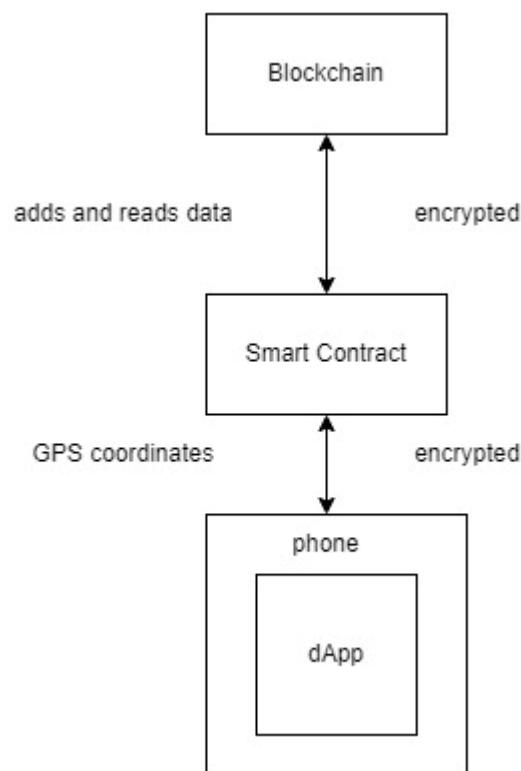 Blockchain
adds and reads data
encrypted
Smart Contract
GPS coordinates
encrypted
phone
dApp